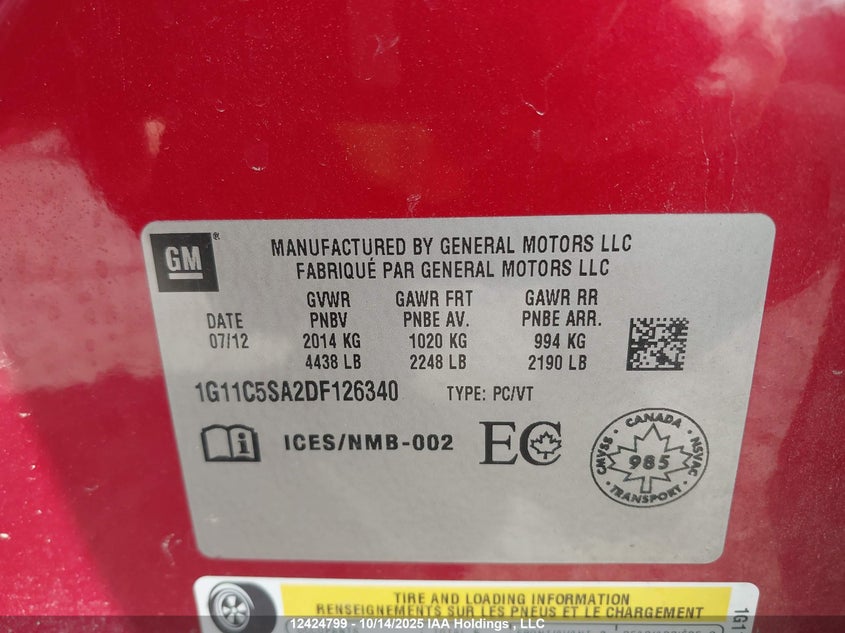 GM ®
MANUFACTURED BY GENERAL MOTORS LLC
FABRIQUÉ PAR GENERAL MOTORS LLC
GVWR GAWR FRT GAWR RR
DATE PNBV PNBE AV. PNBE ARR.
07/12 2014 KG 1020 KG 994 KG
4438 LB 2248 LB 2190 LB
1G11C5SA2DF126340 TYPE: PC/VT
i ICES/NMB-002 EC
CANADA
CMVSS 985 NSVAC
TRANSPORT
TIRE AND LOADING INFORMATION
RENSEIGNEMENTS SUR LES PNEUS ET LE CHARGEMENT
1G1
12424799 - 10/14/2025 IAA Holdings , LLC